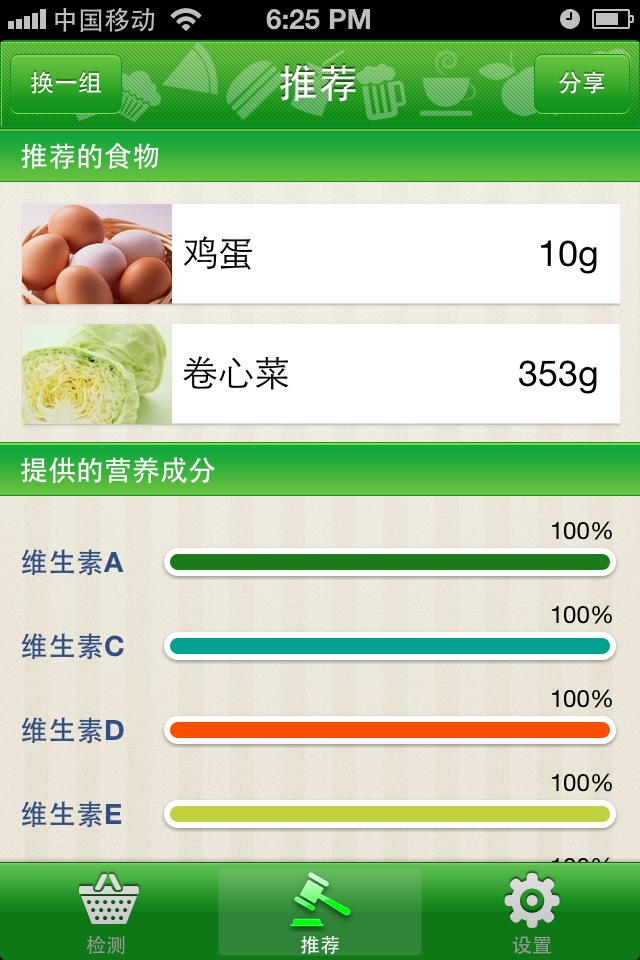 中国移动 6:25 PM
换一组 推荐 分享
推荐的食物
鸡蛋 10g
卷心菜 353g
提供的营养成分
100%
维生素A
100%
维生素C
100%
维生素D
100%
维生素E
100%
检测 推荐 设置